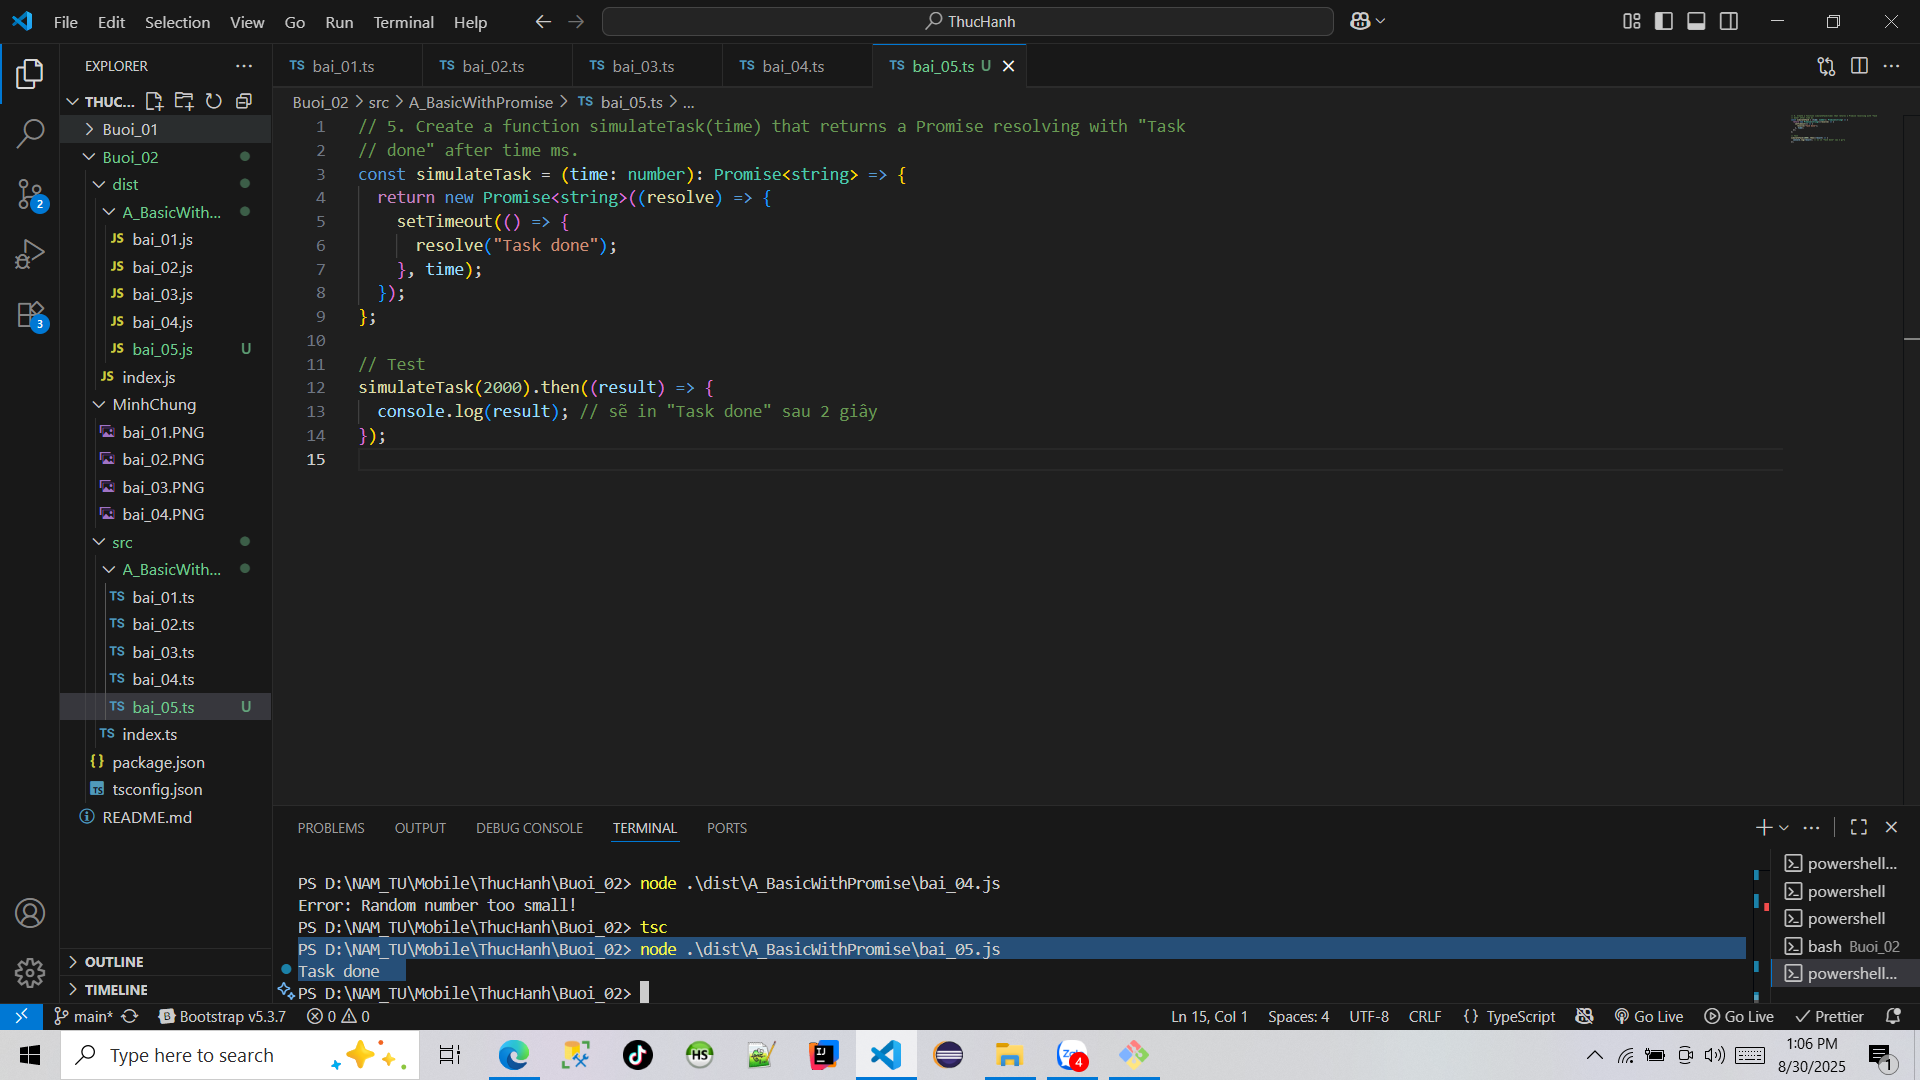 File Edit Selection View Go Run Terminal Help
ThucHanh
EXPLORER
THUC...
Buoi_01
Buoi_02
dist
A_BasicWith...
JS bai_01.js
JS bai_02.js
JS bai_03.js
JS bai_04.js
JS bai_05.js U
JS index.js
MinhChung
bai_01.PNG
bai_02.PNG
bai_03.PNG
bai_04.PNG
src
A_BasicWith...
TS bai_01.ts
TS bai_02.ts
TS bai_03.ts
TS bai_04.ts
TS bai_05.ts U
TS index.ts
{} package.json
TS tsconfig.json
README.md
OUTLINE
TIMELINE
2
3
TS bai_01.ts TS bai_02.ts TS bai_03.ts TS bai_04.ts TS bai_05.ts U
Buoi_02 > src > A_BasicWithPromise > TS bai_05.ts > ...
1 // 5. Create a function simulateTask(time) that returns a Promise resolving with "Task
2 // done" after time ms.
3 const simulateTask = (time: number): Promise<string> => {
4 return new Promise<string>((resolve) => {
5 setTimeout(() => {
6 resolve("Task done");
7 }, time);
8 });
9 };
10
11 // Test
12 simulateTask(2000).then((result) => {
13 console.log(result); // sẽ in "Task done" sau 2 giây
14 });
15
PROBLEMS OUTPUT DEBUG CONSOLE TERMINAL PORTS
PS D:\NAM_TU\Mobile\ThucHanh\Buoi_02> node .\dist\A_BasicWithPromise\bai_04.js
Error: Random number too small!
PS D:\NAM_TU\Mobile\ThucHanh\Buoi_02> tsc
PS D:\NAM_TU\Mobile\ThucHanh\Buoi_02> node .\dist\A_BasicWithPromise\bai_05.js
Task done
PS D:\NAM_TU\Mobile\ThucHanh\Buoi_02>
powershell...
powershell
powershell
bash Buoi_02
powershell...
main* Bootstrap v5.3.7 0 0 Ln 15, Col 1 Spaces: 4 UTF-8 CRLF {} TypeScript Go Live Go Live Prettier
Type here to search
HS
IJ
4
1:06 PM
8/30/2025
1